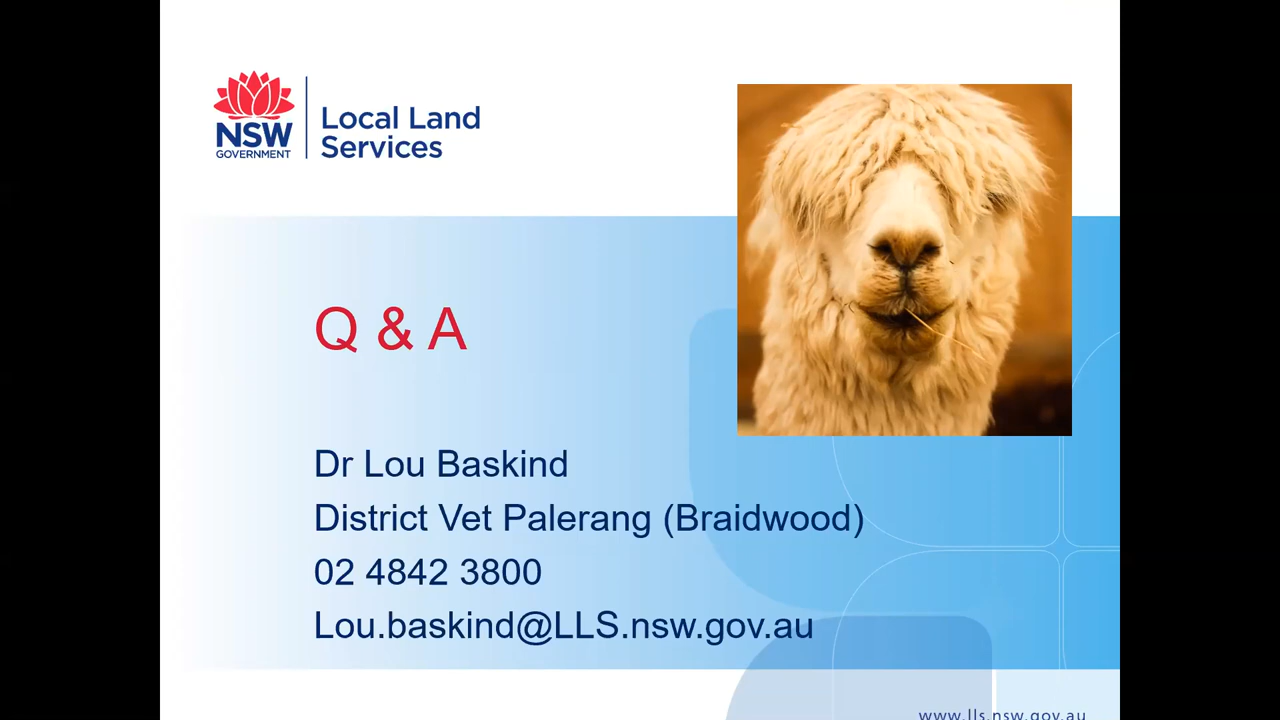 NSW
GOVERNMENT
Local Land
Services
Q & A
Dr Lou Baskind
District Vet Palerang (Braidwood)
02 4842 3800
Lou.baskind@LLS.nsw.gov.au
www.lls.nsw.gov.au